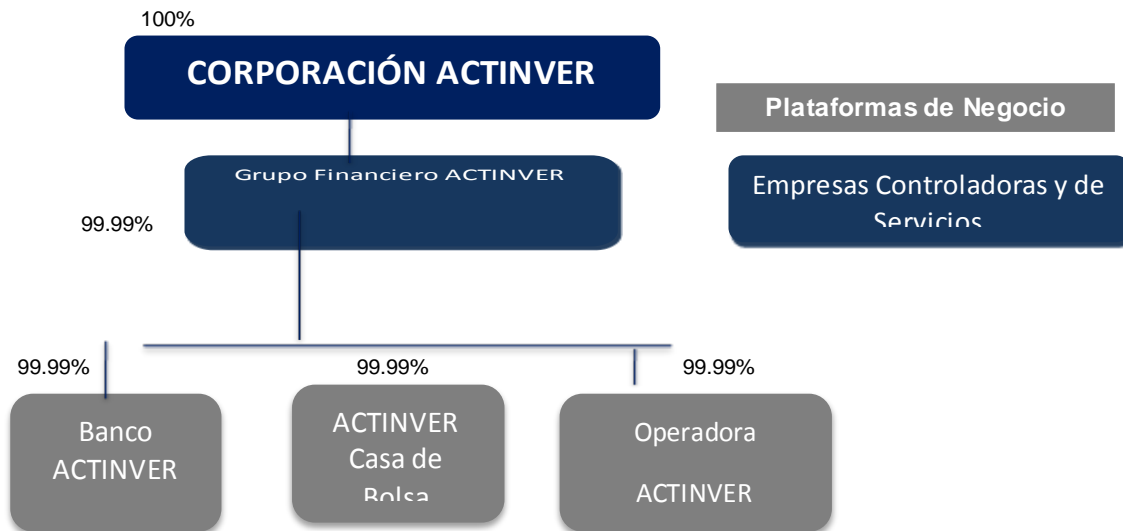 100%
CORPORACIÓN ACTINVER
Plataformas de Negocio
Grupo Financiero ACTINVER
Empresas Controladoras y de
Servicios
99.99%
99.99%
99.99%
99.99%
Banco
ACTINVER
ACTINVER
Casa de
Bolsa
Operadora
ACTINVER